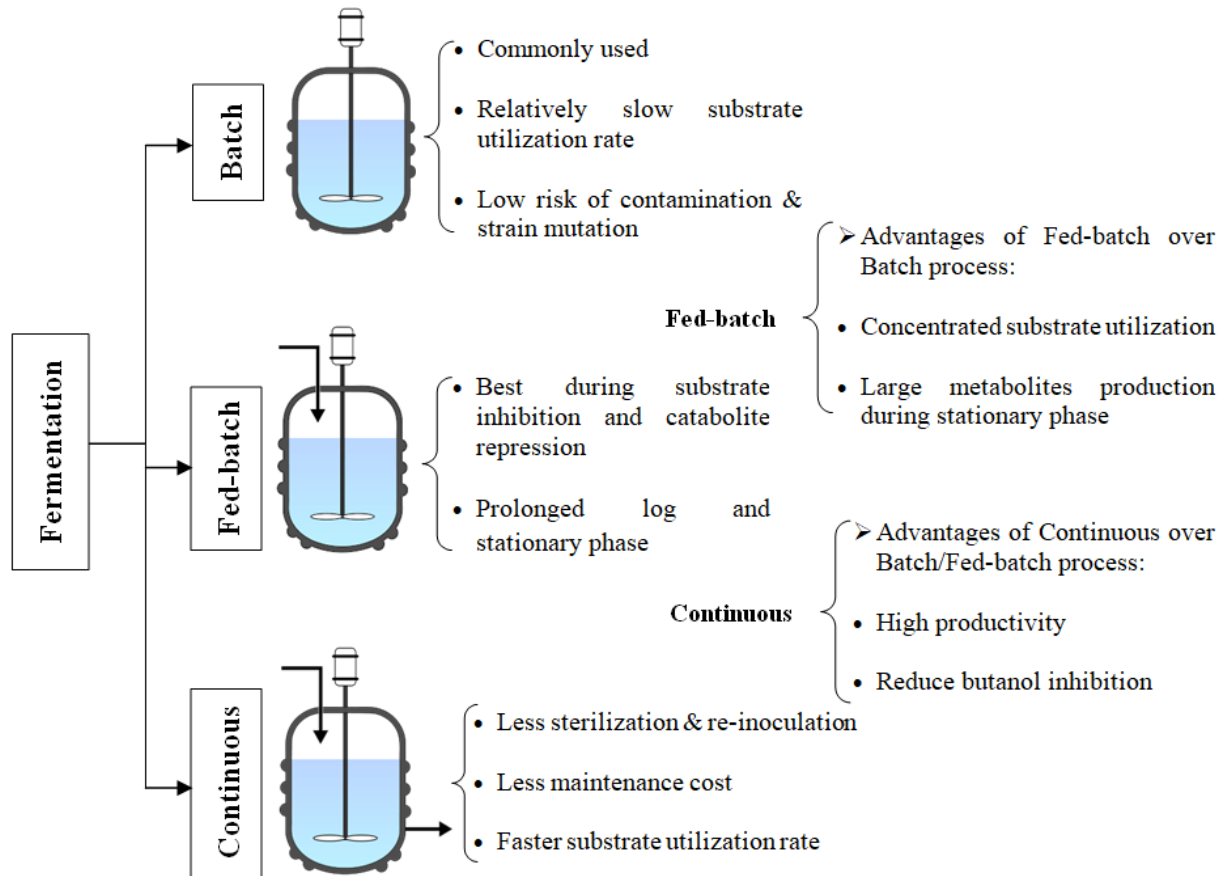 Fermentation
Batch
• Commonly used
• Relatively slow substrate
utilization rate
• Low risk of contamination &
strain mutation
Fed-batch
• Best during substrate
inhibition and catabolite
repression
• Prolonged log and
stationary phase
Fed-batch
➢ Advantages of Fed-batch over
Batch process:
• Concentrated substrate utilization
• Large metabolites production
during stationary phase
Continuous
➢ Advantages of Continuous over
Batch/Fed-batch process:
• High productivity
• Reduce butanol inhibition
Continuous
• Less sterilization & re-inoculation
• Less maintenance cost
• Faster substrate utilization rate